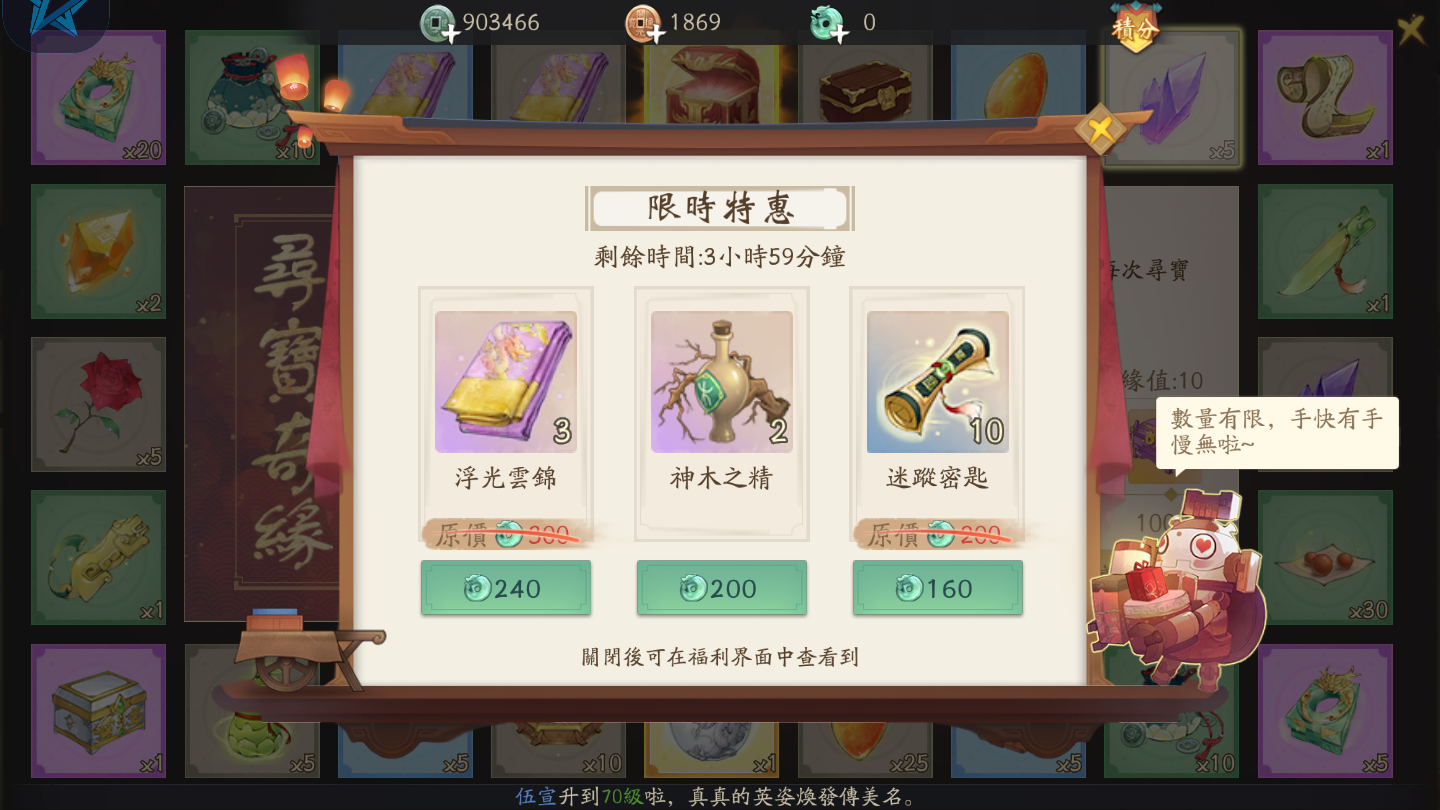 903466
1869
0
積分
x20
x10
x5
x1
限時特惠
剩餘時間:3小時59分鐘
x2
x1
每次尋寶
尋寶奇緣
3
2
10
緣值:10
浮光雲錦
神木之精
迷蹤密匙
數量有限，手快有手
慢無啦~
x5
原價 300
原價 200
100
240
200
160
x1
x30
關閉後可在福利界面中查看到
x1
x5
x5
x10
x1
x25
x5
x10
x5
伍宣升到70級啦，真真的英姿煥發傳美名。